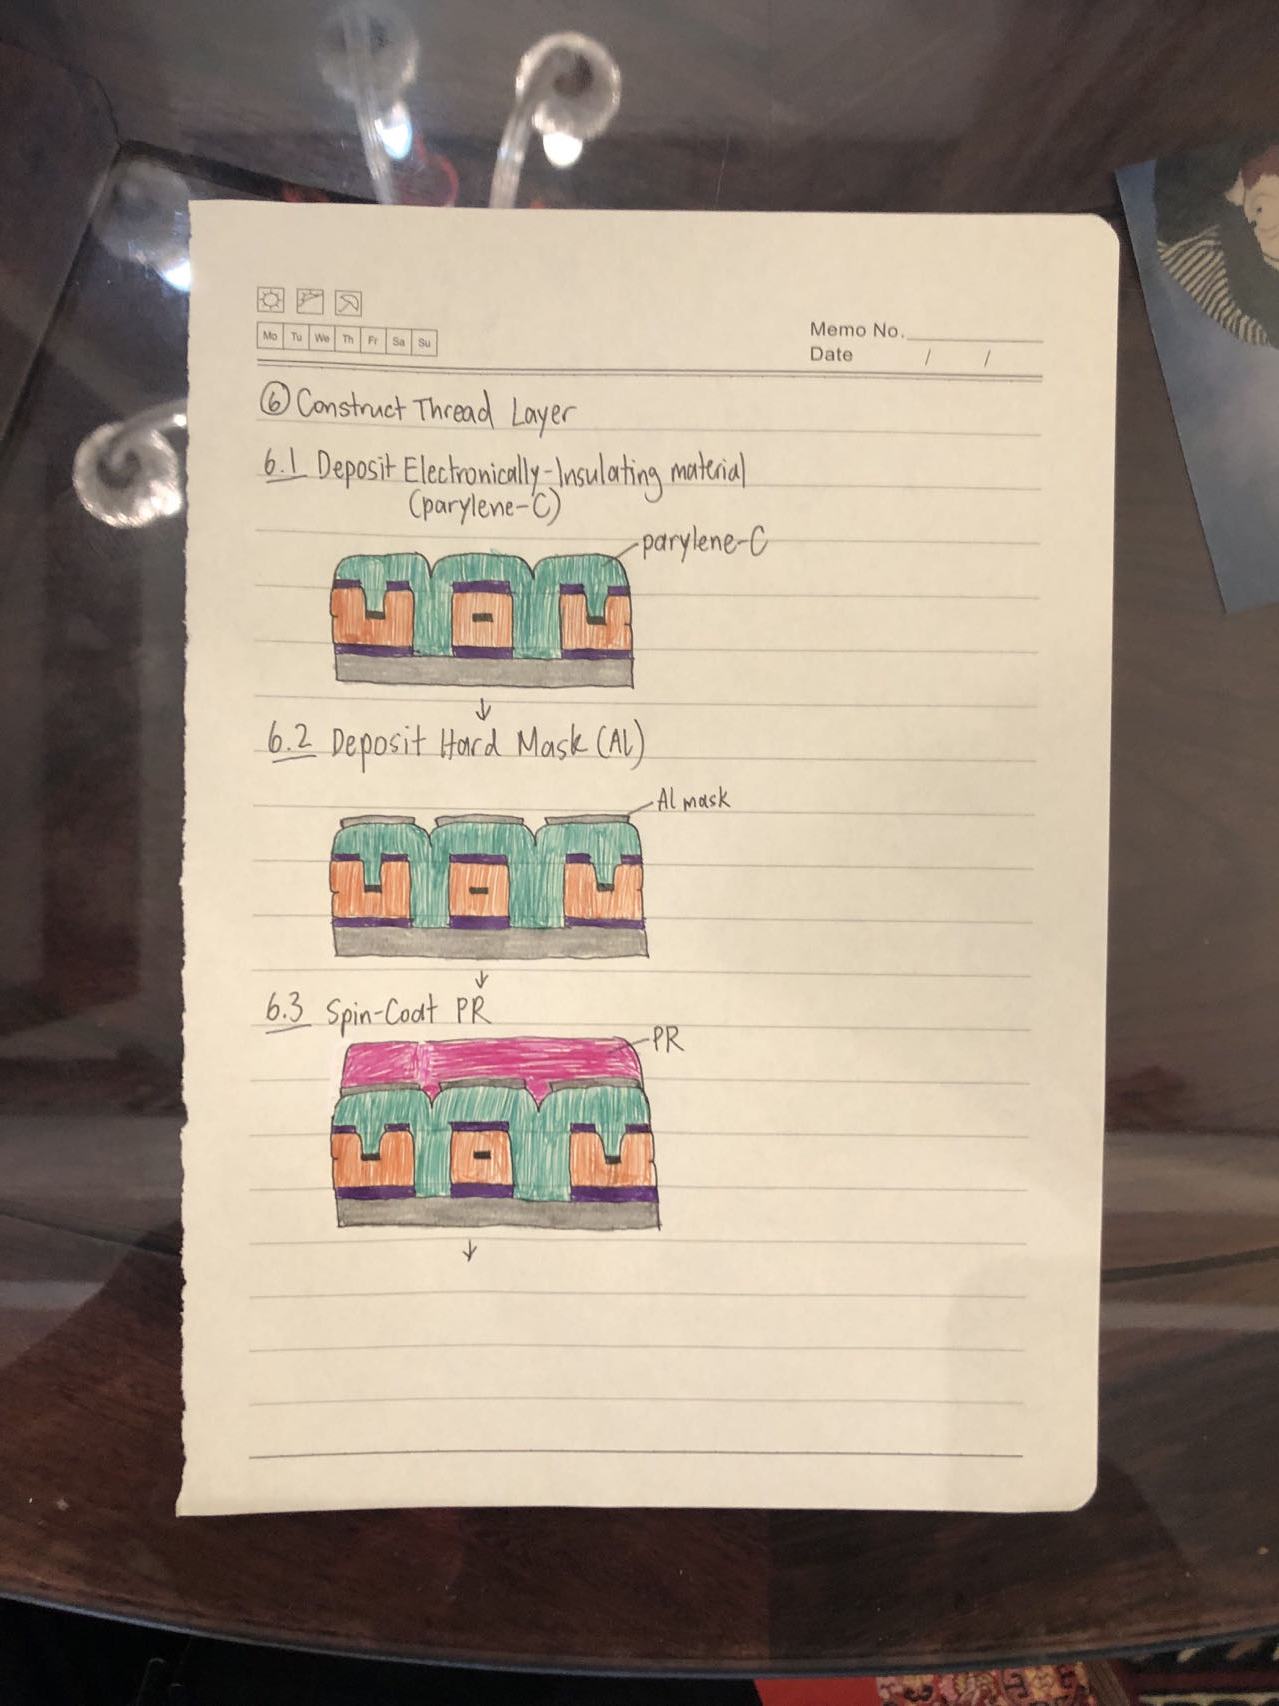 Mo Tu We Th Fr Sa Su
Memo No.
Date / /
⑥ Construct Thread Layer
6.1 Deposit Electronically-Insulating material
(parylene-C)
parylene-C
6.2 Deposit Hard Mask (Al)
Al mask
6.3 Spin-Coat PR
PR